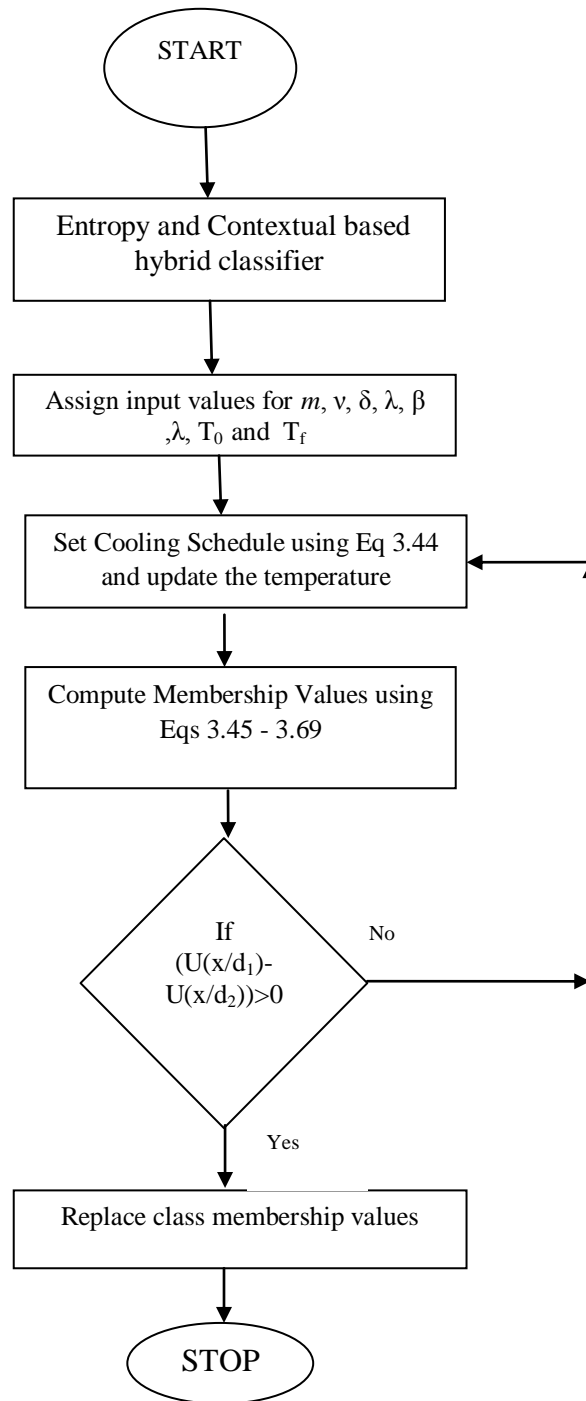 START
Entropy and Contextual based
hybrid classifier
Assign input values for m, ν, δ, λ, β
,λ, T₀ and T_f
Set Cooling Schedule using Eq 3.44
and update the temperature
Compute Membership Values using
Eqs 3.45 - 3.69
If
(U(x/d₁)-
U(x/d₂))>0
No
Yes
Replace class membership values
STOP